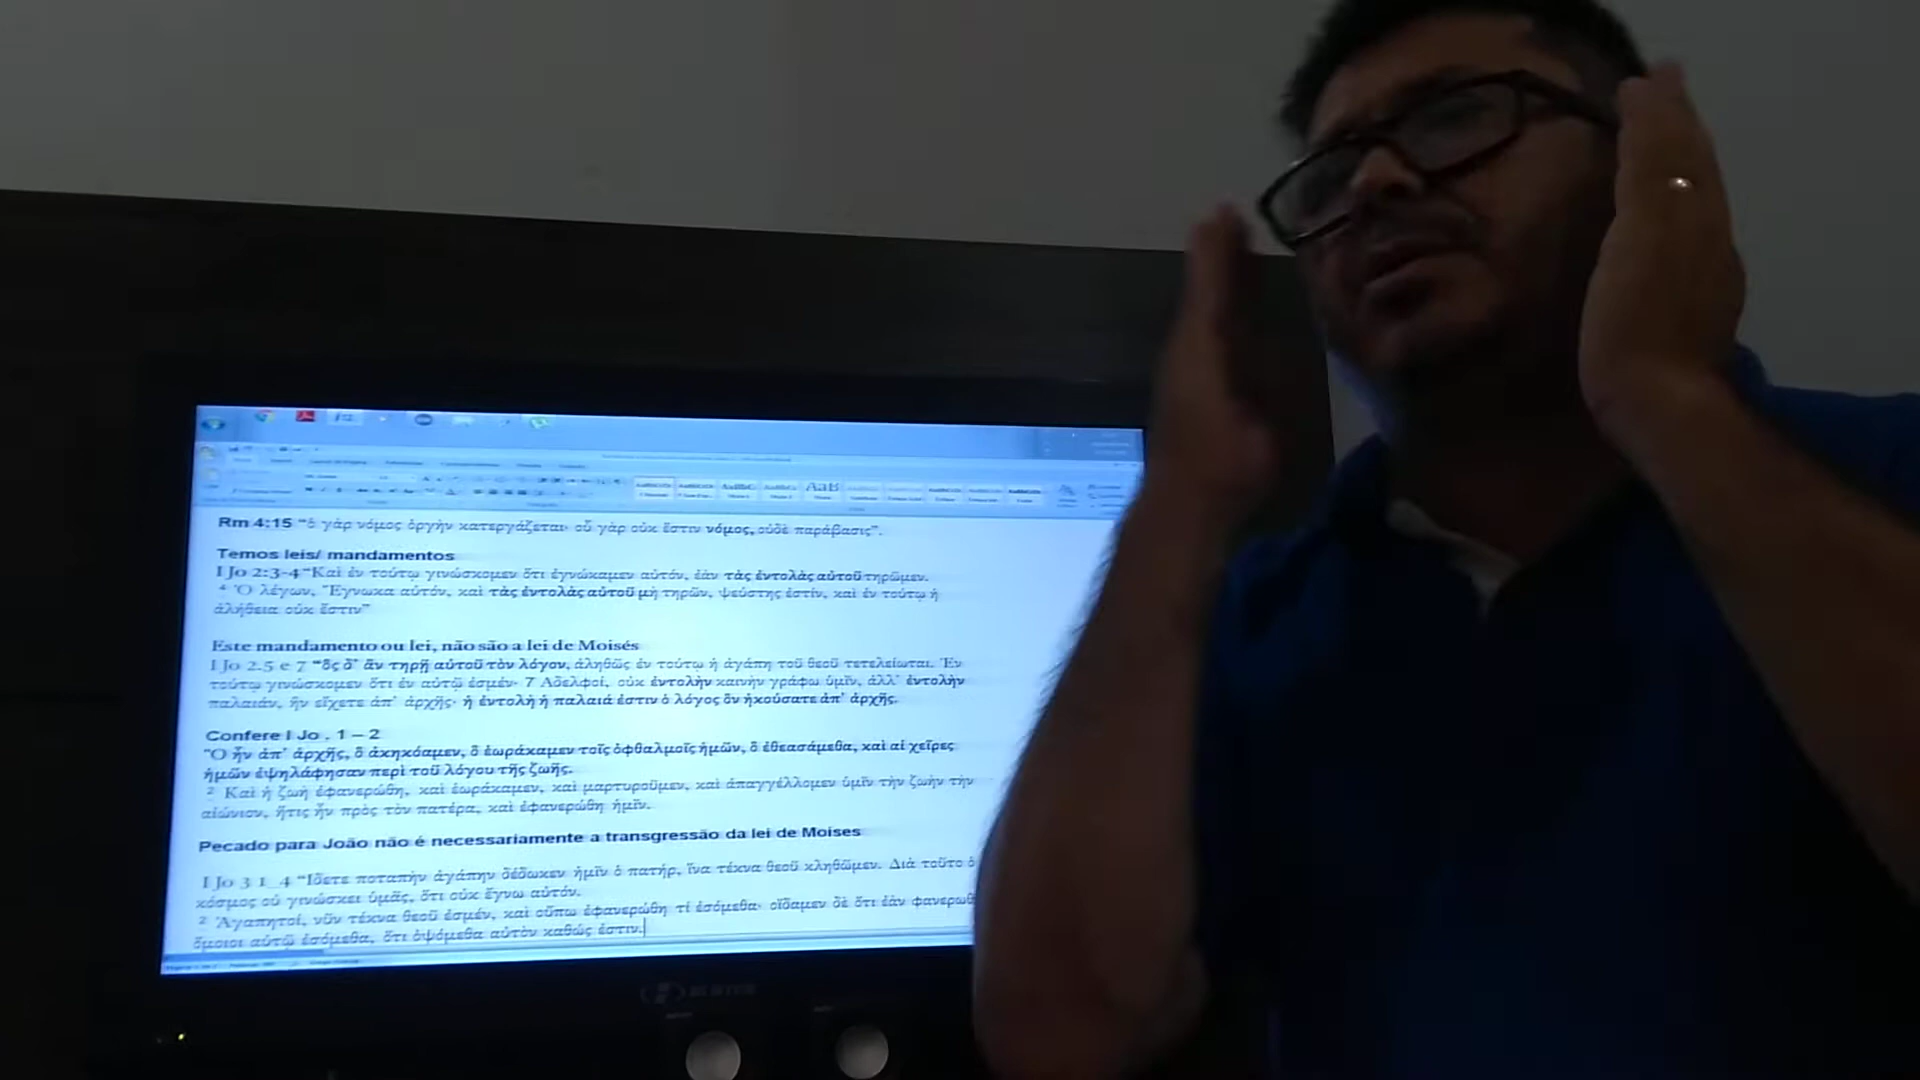 AaB
Rm 4:15 “ὁ γὰρ νόμος ὀργὴν κατεργάζεται· οὗ γὰρ οὐκ ἔστιν νόμος, οὐδὲ παράβασις”.
Temos leis/ mandamentos
I Jo 2:3-4 “Καὶ ἐν τούτῳ γινώσκομεν ὅτι ἐγνώκαμεν αὐτόν, ἐὰν τὰς ἐντολὰς αὐτοῦ τηρῶμεν.
⁴ Ὁ λέγων, Ἔγνωκα αὐτόν, καὶ τὰς ἐντολὰς αὐτοῦ μὴ τηρῶν, ψεύστης ἐστίν, καὶ ἐν τούτῳ ἡ
ἀλήθεια οὐκ ἔστιν”
Este mandamento ou lei, não são a lei de Moisés
I Jo 2.5 e 7 “ὃς δ᾽ ἂν τηρῇ αὐτοῦ τὸν λόγον, ἀληθῶς ἐν τούτῳ ἡ ἀγάπη τοῦ θεοῦ τετελείωται. Ἐν
τούτῳ γινώσκομεν ὅτι ἐν αὐτῷ ἐσμέν· 7 Ἀδελφοί, οὐκ ἐντολὴν καινὴν γράφω ὑμῖν, ἀλλ᾽ ἐντολὴν
παλαιάν, ἣν εἴχετε ἀπ᾽ ἀρχῆς· ἡ ἐντολὴ ἡ παλαιά ἐστιν ὁ λόγος ὃν ἠκούσατε ἀπ᾽ ἀρχῆς.
Confere I Jo . 1 – 2
“Ὃ ἦν ἀπ᾽ ἀρχῆς, ὃ ἀκηκόαμεν, ὃ ἑωράκαμεν τοῖς ὀφθαλμοῖς ἡμῶν, ὃ ἐθεασάμεθα, καὶ αἱ χεῖρες
ἡμῶν ἐψηλάφησαν περὶ τοῦ λόγου τῆς ζωῆς.
² Καὶ ἡ ζωὴ ἐφανερώθη, καὶ ἑωράκαμεν, καὶ μαρτυροῦμεν, καὶ ἀπαγγέλλομεν ὑμῖν τὴν ζωὴν τὴν
αἰώνιον, ἥτις ἦν πρὸς τὸν πατέρα, καὶ ἐφανερώθη ἡμῖν.
Pecado para João não é necessariamente a transgressão da lei de Moises
I Jo 3 1_4 “Ἴδετε ποταπὴν ἀγάπην δέδωκεν ἡμῖν ὁ πατήρ, ἵνα τέκνα θεοῦ κληθῶμεν. Διὰ τοῦτο ὁ
κόσμος οὐ γινώσκει ὑμᾶς, ὅτι οὐκ ἔγνω αὐτόν.
² Ἀγαπητοί, νῦν τέκνα θεοῦ ἐσμέν, καὶ οὔπω ἐφανερώθη τί ἐσόμεθα· οἴδαμεν δὲ ὅτι ἐὰν φανερωθ
ὅμοιοι αὐτῷ ἐσόμεθα, ὅτι ὀψόμεθα αὐτὸν καθώς ἐστιν.